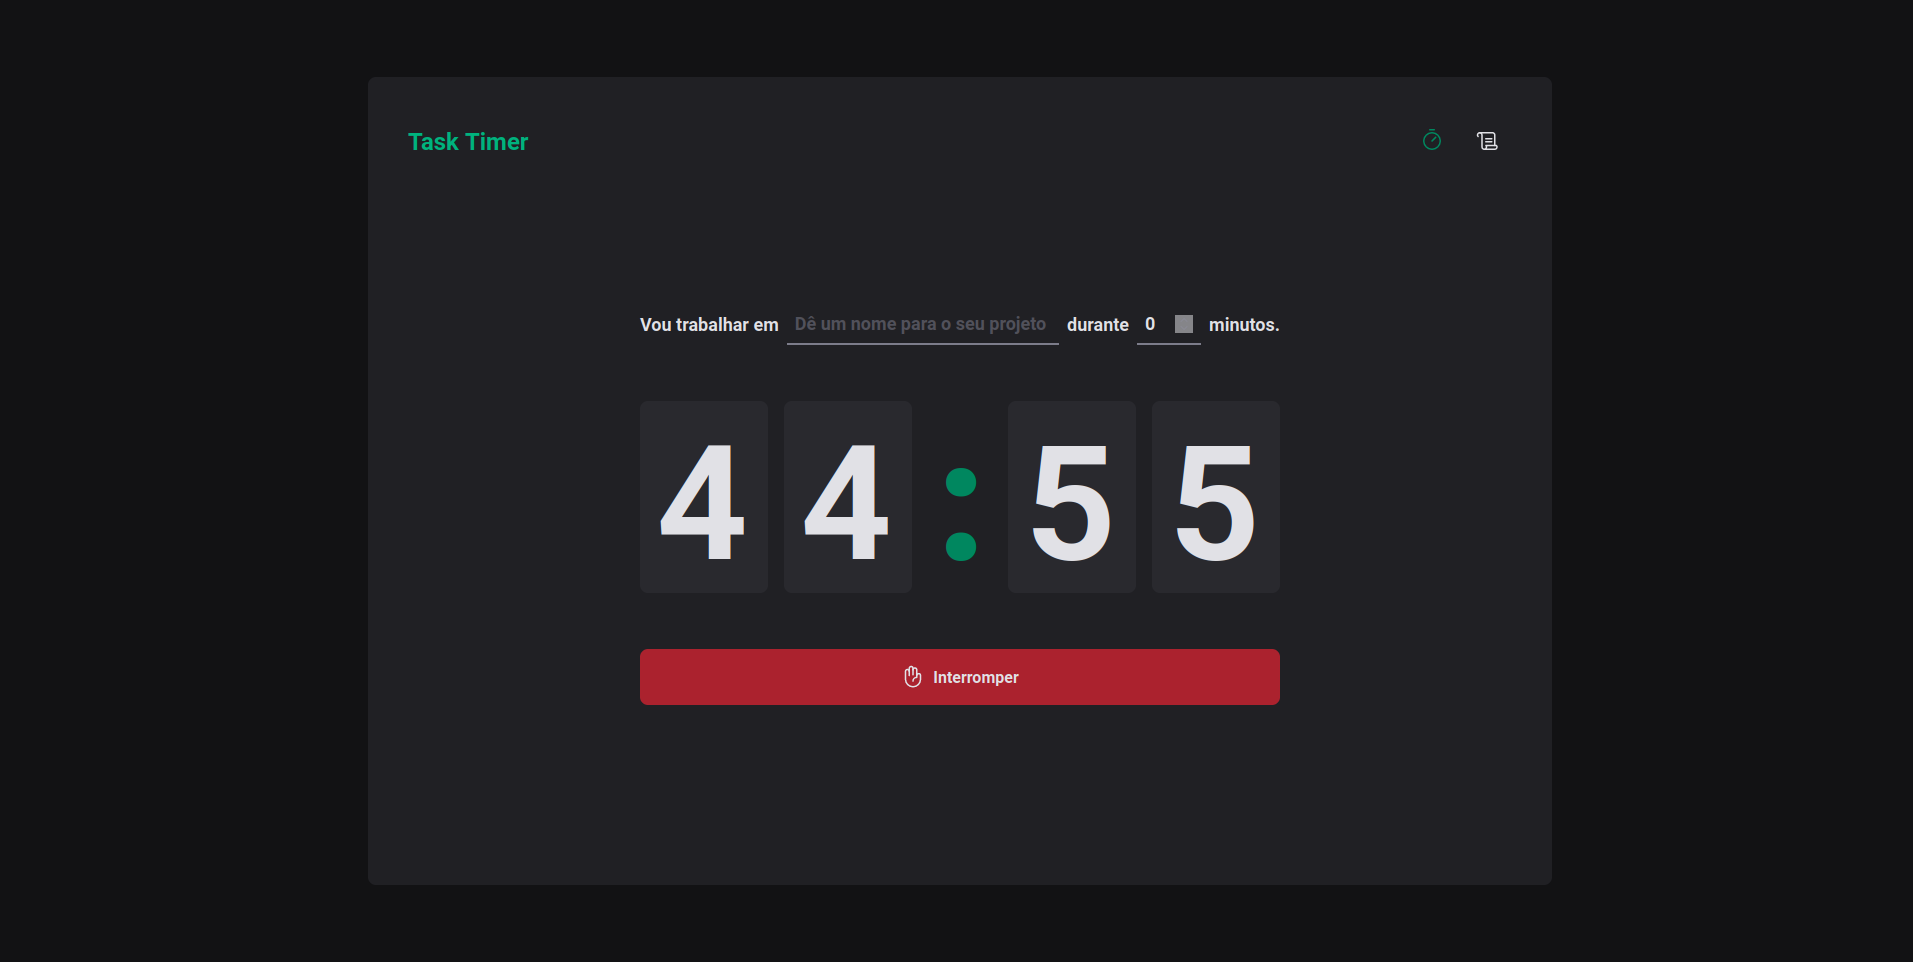 Task Timer
Vou trabalhar em Dê um nome para o seu projeto durante 0 minutos.
44:55
Interromper